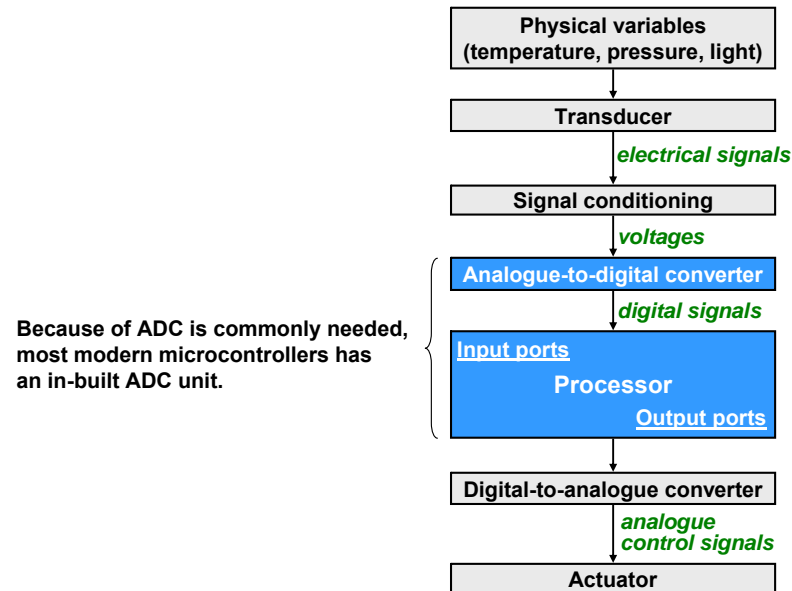 Physical variables
(temperature, pressure, light)
Transducer
electrical signals
Signal conditioning
voltages
Analogue-to-digital converter
digital signals
Because of ADC is commonly needed,
most modern microcontrollers has
an in-built ADC unit.
Input ports
Processor
Output ports
Digital-to-analogue converter
analogue
control signals
Actuator